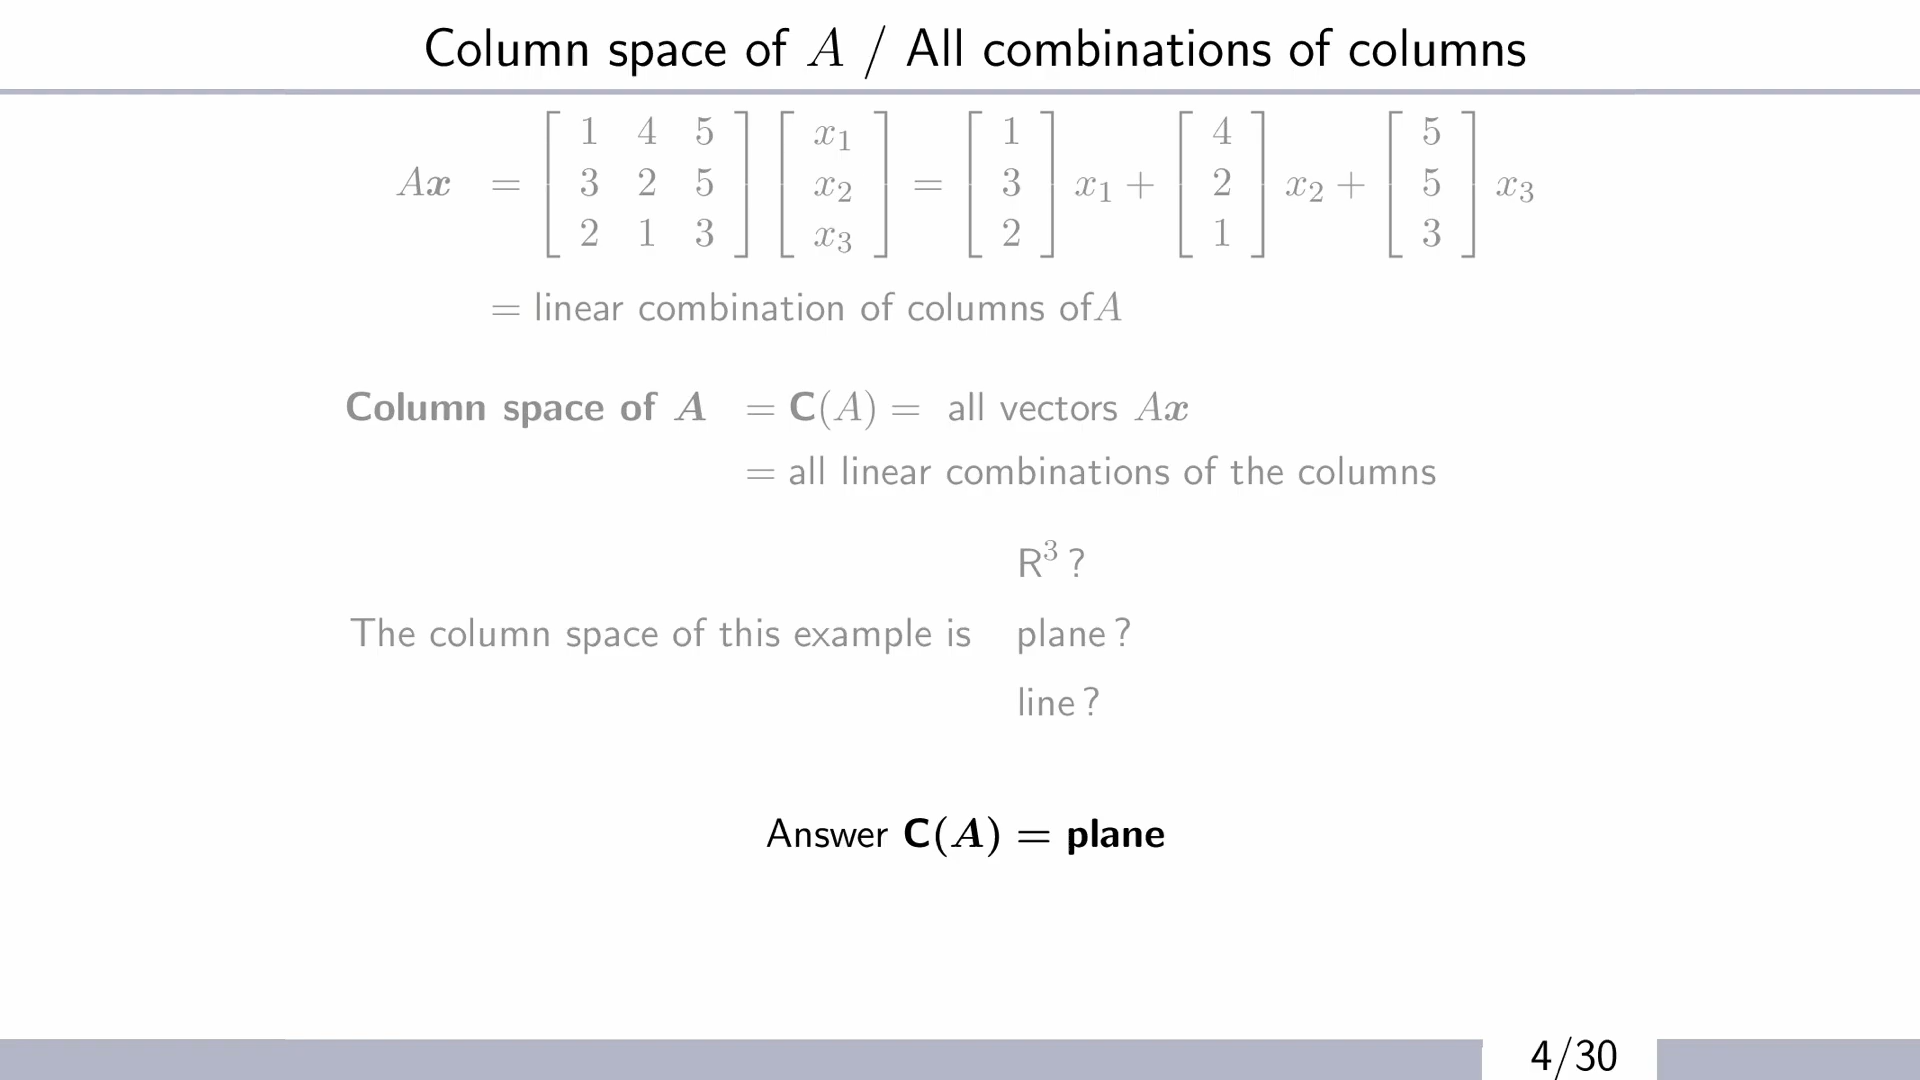 Column space of A / All combinations of columns
Ax = [ 1 4 5 ; 3 2 5 ; 2 1 3 ] [ x₁ ; x₂ ; x₃ ] = [ 1 ; 3 ; 2 ] x₁ + [ 4 ; 2 ; 1 ] x₂ + [ 5 ; 5 ; 3 ] x₃
= linear combination of columns ofA
Column space of A = C(A) = all vectors Ax
= all linear combinations of the columns
R³ ?
The column space of this example is plane ?
line ?
Answer C(A) = plane
4/30